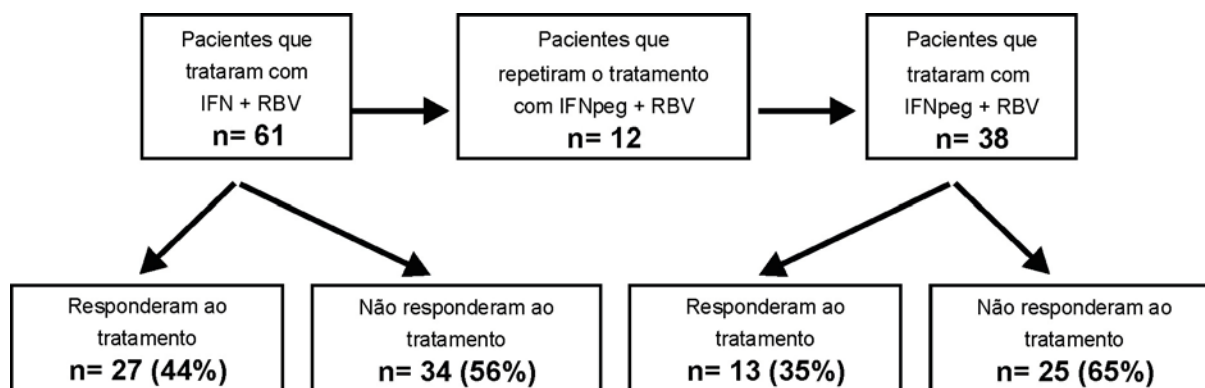 Pacientes que
trataram com
IFN + RBV
n= 61
Pacientes que
repetiram o tratamento
com IFNpeg + RBV
n= 12
Pacientes que
trataram com
IFNpeg + RBV
n= 38
Responderam ao
tratamento
n= 27 (44%)
Não responderam ao
tratamento
n= 34 (56%)
Responderam ao
tratamento
n= 13 (35%)
Não responderam ao
tratamento
n= 25 (65%)